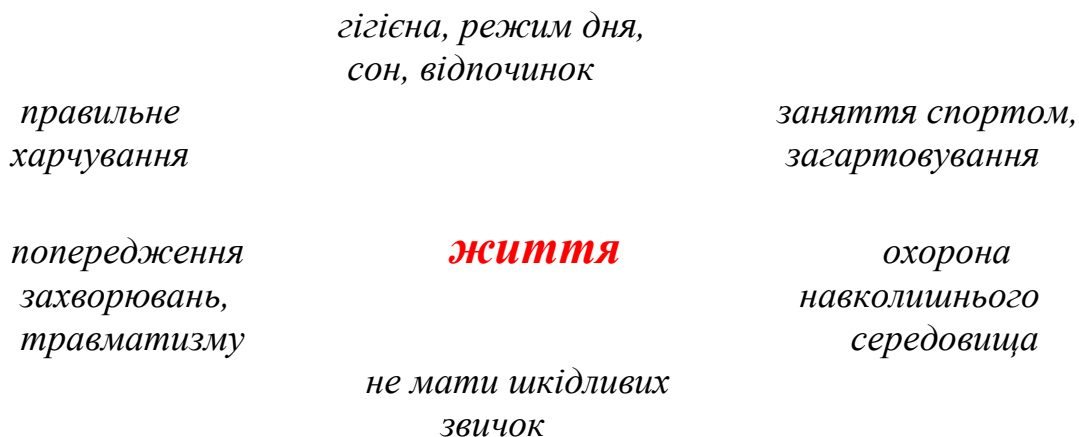 гігієна, режим дня,
сон, відпочинок
правильне
харчування
заняття спортом,
загартовування
попередження
захворювань,
травматизму
життя
охорона
навколишнього
середовища
не мати шкідливих
звичок